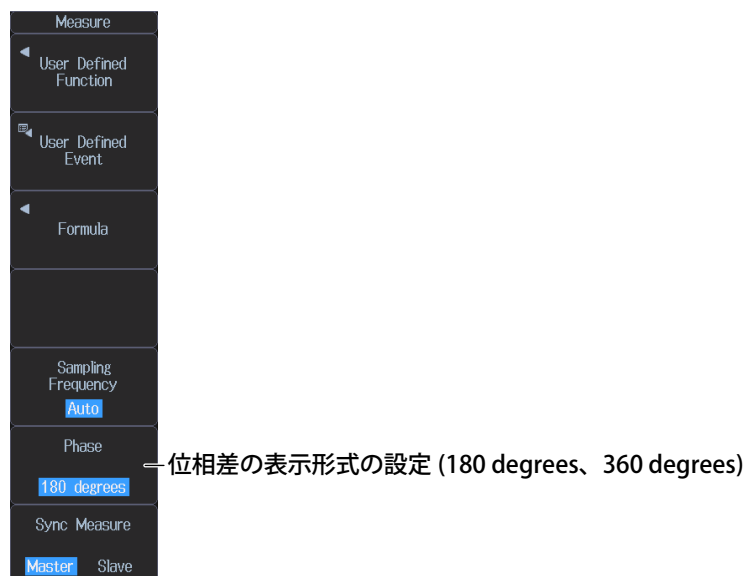 Measure
User Defined
Function
User Defined
Event
Formula
Sampling
Frequency
Auto
Phase
180 degrees
位相差の表示形式の設定 (180 degrees、360 degrees)
Sync Measure
Master Slave